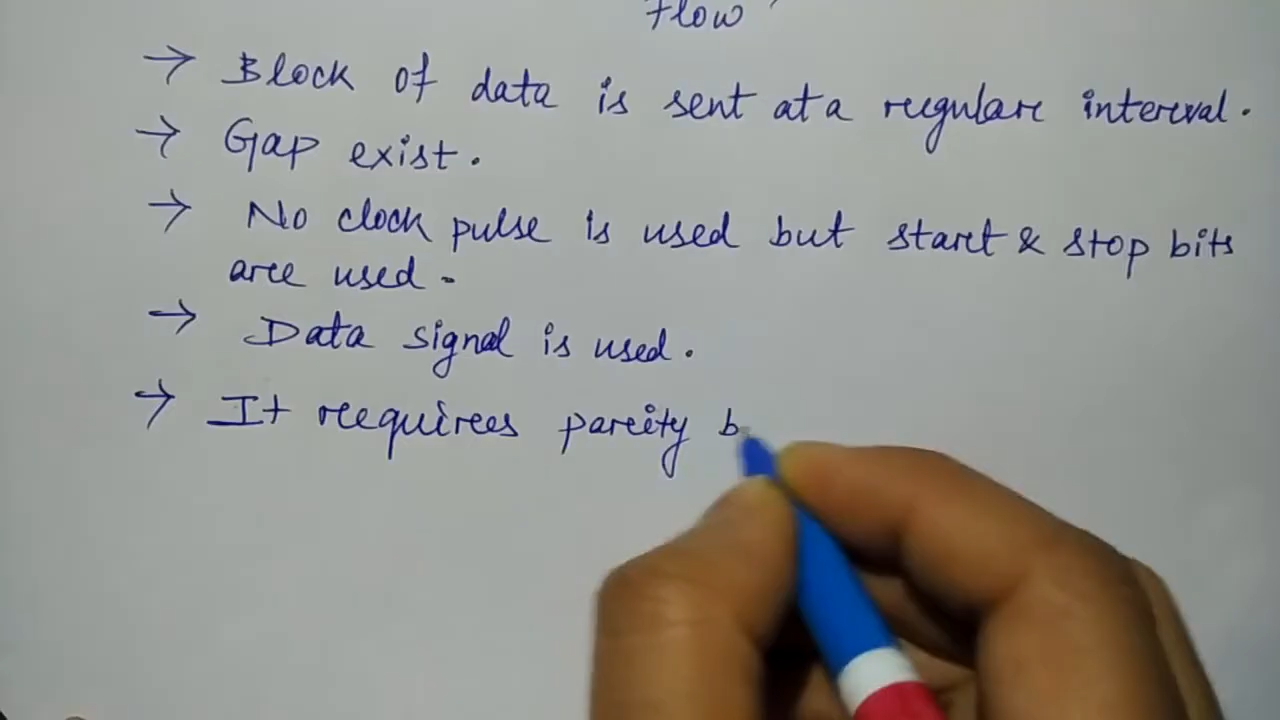 Flow
→ Block of data is sent at a regular interval.
→ Gap exist.
→ No clock pulse is used but start & stop bits
are used.
→ Data signal is used.
→ It requires parity b